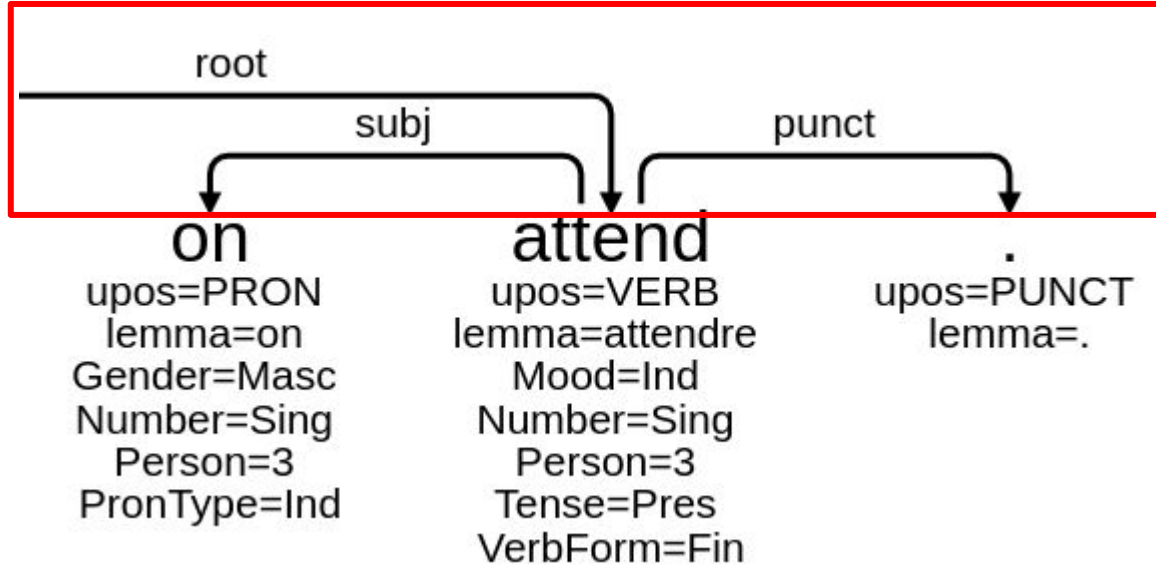 root
subj punct
on attend .
upos=PRON upos=VERB upos=PUNCT
lemma=on lemma=attendre lemma=.
Gender=Masc Mood=Ind
Number=Sing Number=Sing
Person=3 Person=3
PronType=Ind Tense=Pres
VerbForm=Fin